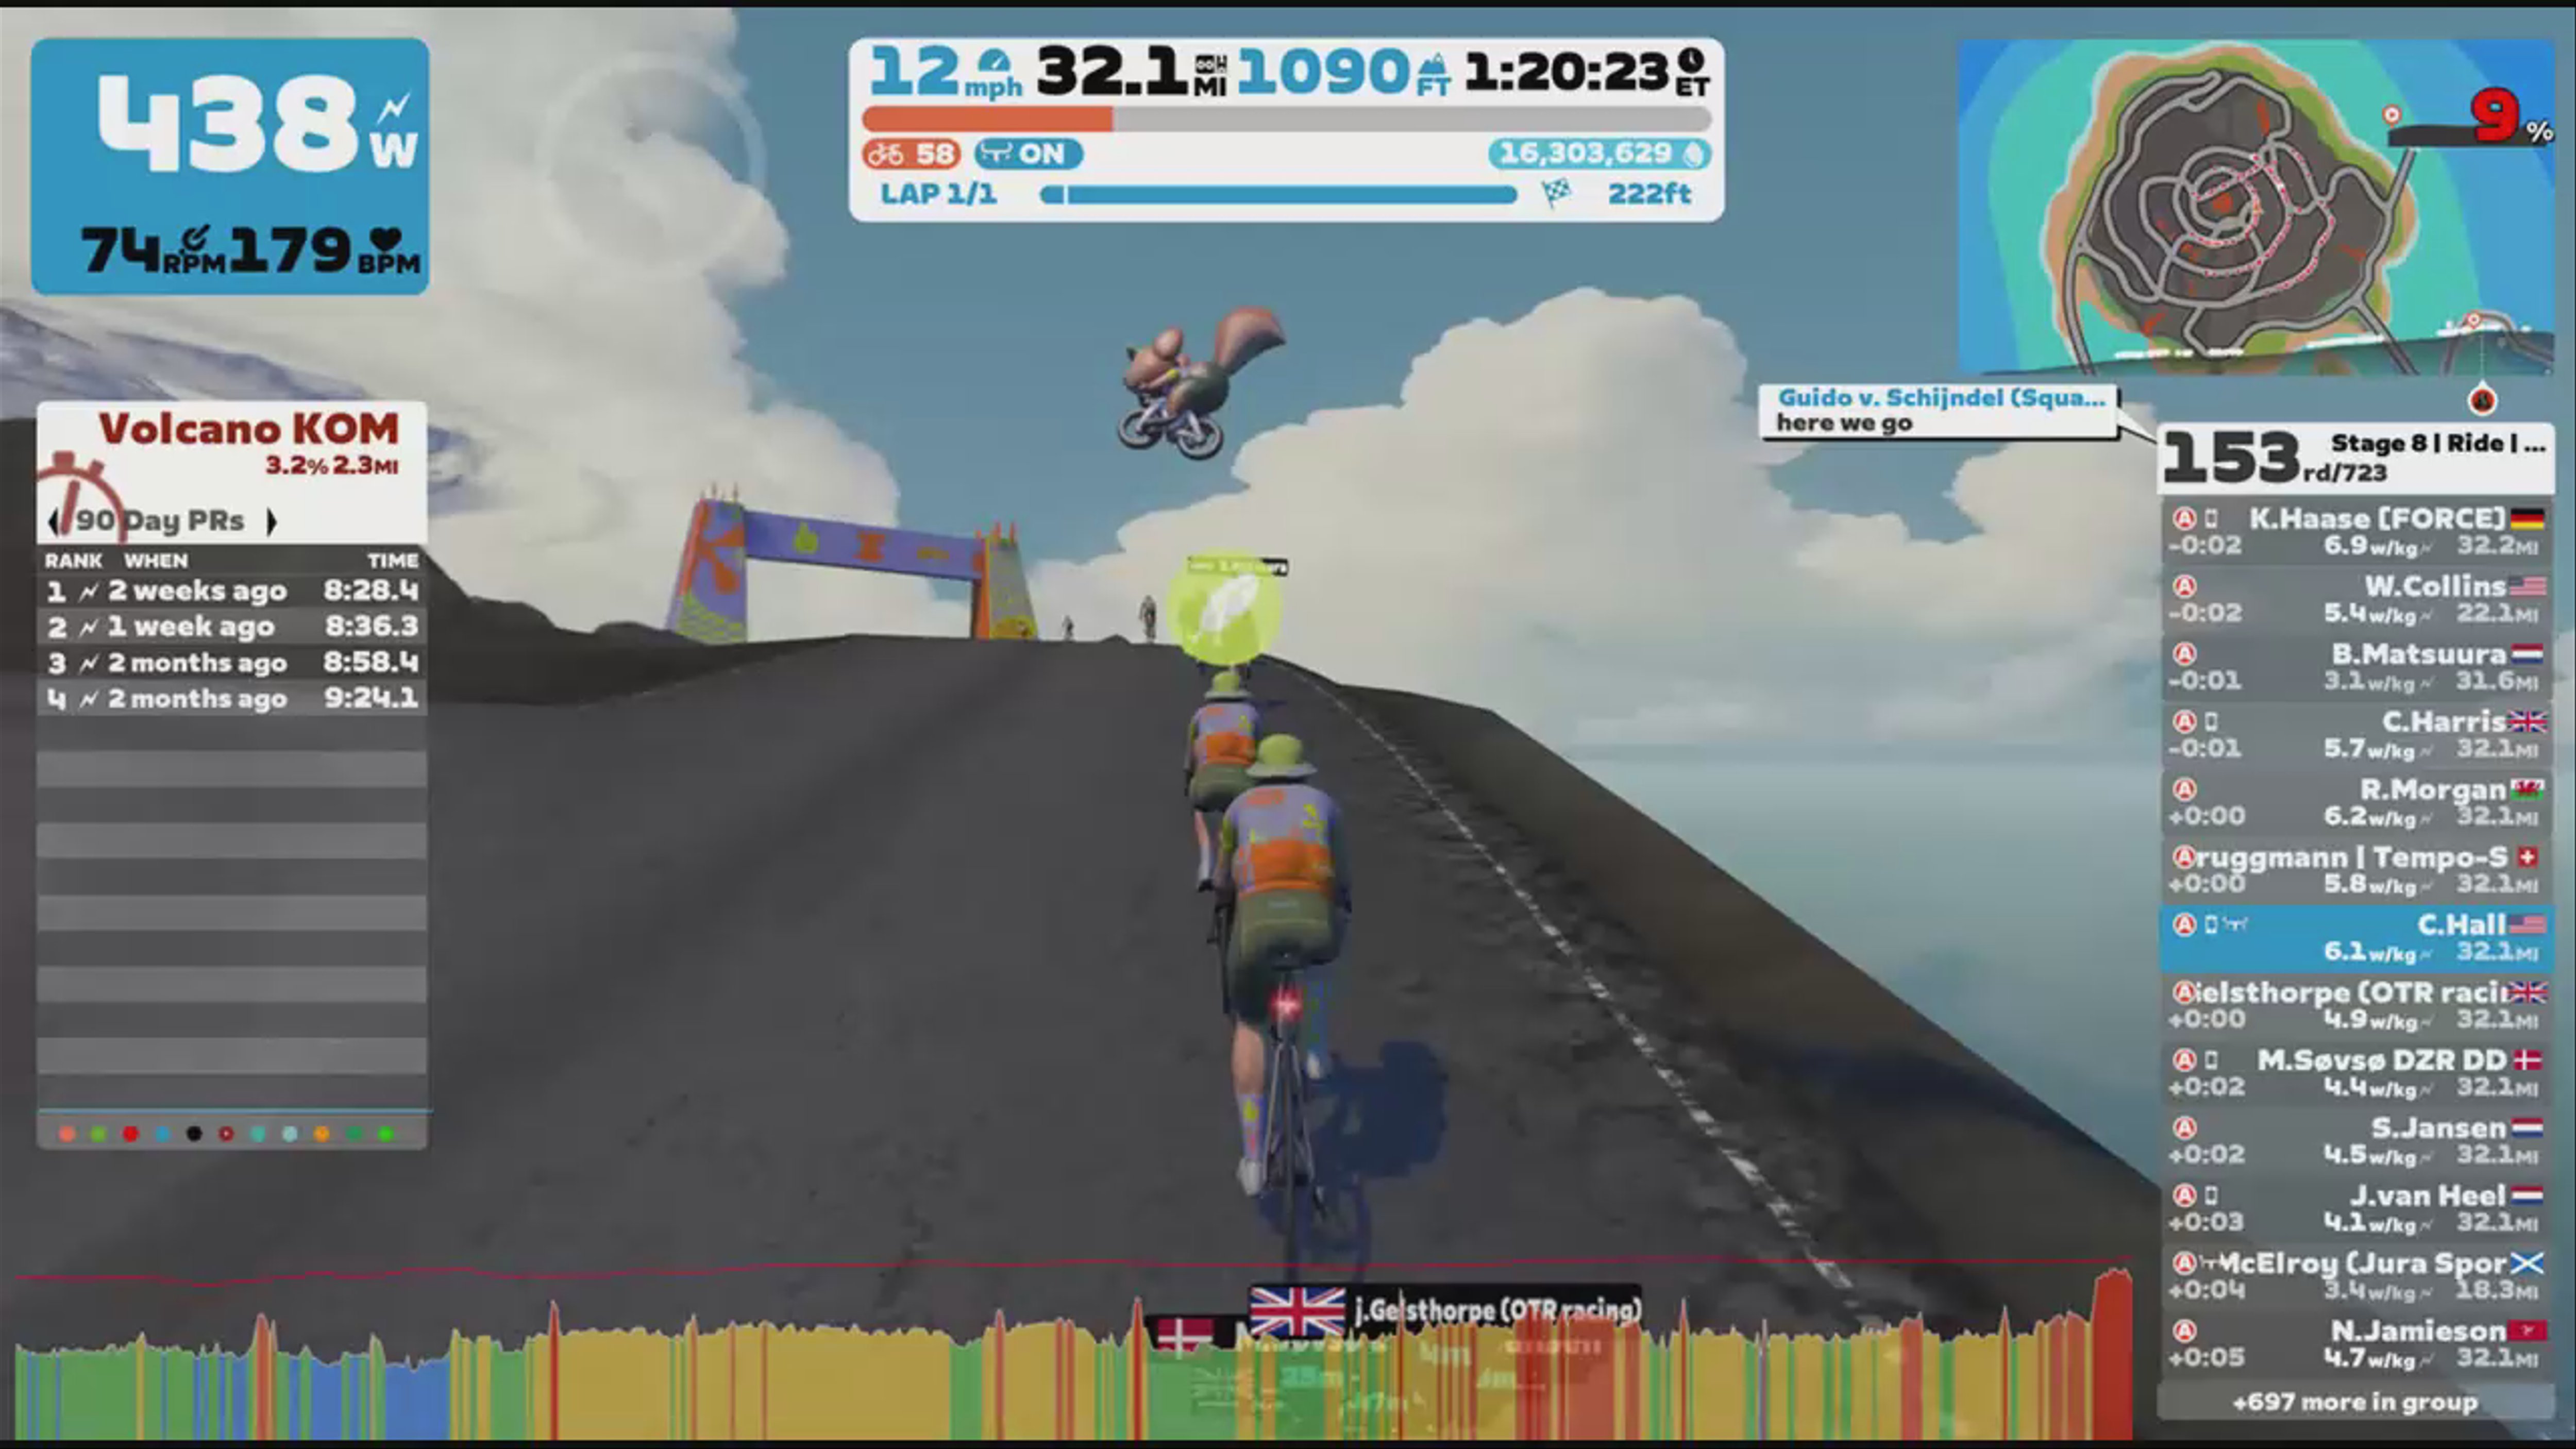 438 W
74 RPM 179 BPM
12 mph 32.1 MI 1090 FT 1:20:23 ET
58 ON 16,303,629
LAP 1/1 222ft
9 %
Volcano KOM
3.2% 2.3MI
90 Day PRs
RANK WHEN TIME
1 2 weeks ago 8:28.4
2 1 week ago 8:36.3
3 2 months ago 8:58.4
4 2 months ago 9:24.1
Guido v. Schijndel (Squa...
here we go
153rd/723 Stage 8 | Ride | ...
A K.Haase [FORCE]
-0:02 6.9w/kg 32.2MI
A W.Collins
-0:02 5.4w/kg 22.1MI
A B.Matsuura
-0:01 3.1w/kg 31.6MI
A C.Harris
-0:01 5.7w/kg 32.1MI
A R.Morgan
+0:00 6.2w/kg 32.1MI
A ruggmann | Tempo-S
+0:00 5.8w/kg 32.1MI
A C.Hall
6.1w/kg 32.1MI
A ielsthorpe (OTR raci
+0:00 4.9w/kg 32.1MI
A M.Søvsø DZR DD
+0:02 4.4w/kg 32.1MI
A S.Jansen
+0:02 4.5w/kg 32.1MI
A J.van Heel
+0:03 4.1w/kg 32.1MI
A McElroy (Jura Spor
+0:04 3.4w/kg 18.3MI
A N.Jamieson
+0:05 4.7w/kg 32.1MI
+697 more in group
j.Gelsthorpe (OTR racing)